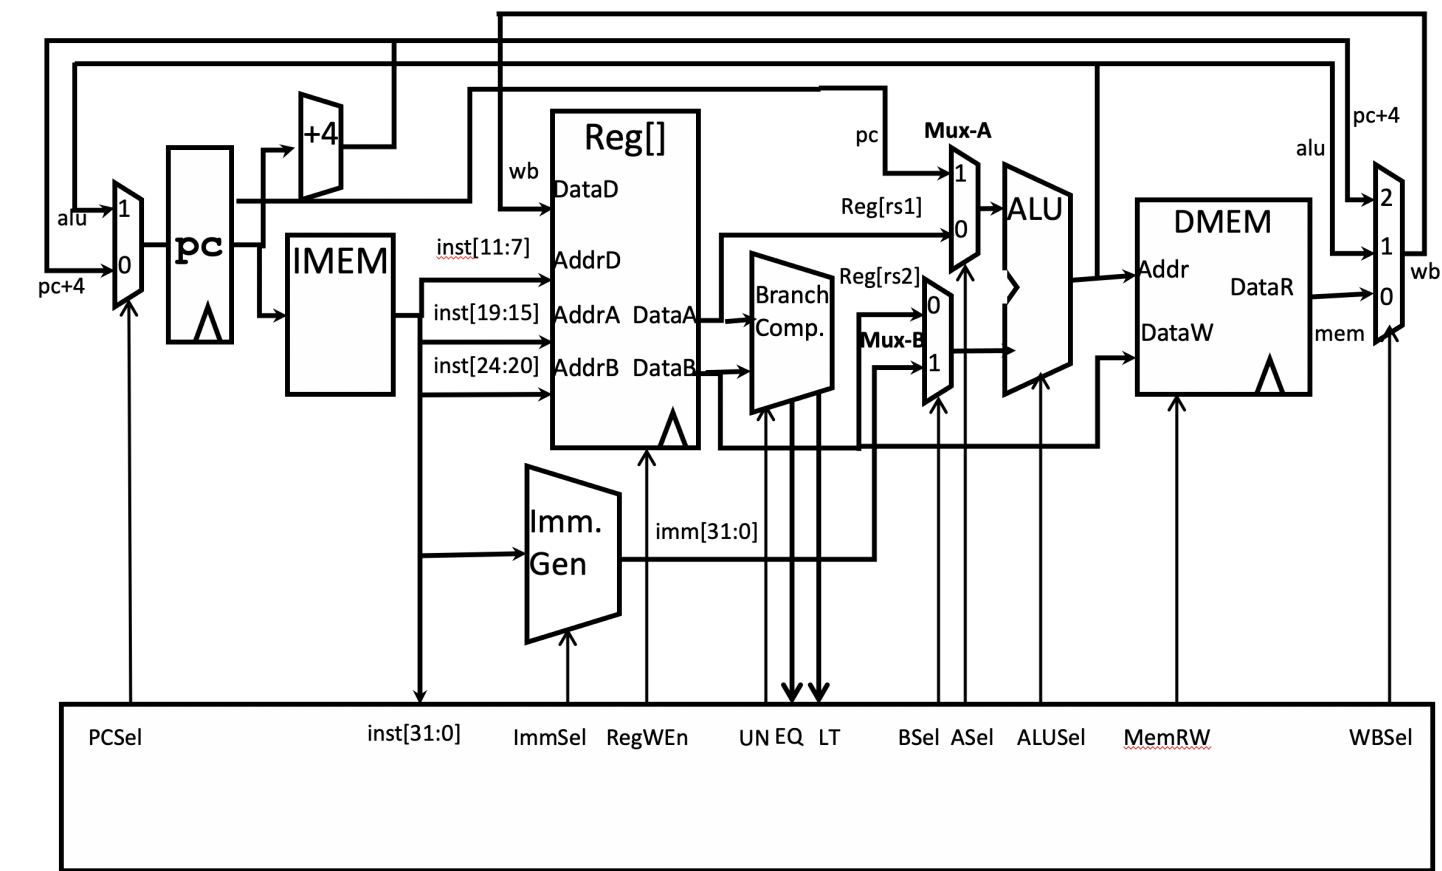 pc+4
alu
pc
Mux-A
+4
Reg[]
wb
DataD
1
alu
1
0
pc+4
pc
IMEM
inst[11:7]
AddrD
inst[19:15]
AddrA
DataA
inst[24:20]
AddrB
DataB
Reg[rs1]
0
ALU
Reg[rs2]
Branch
Comp.
0
Mux-B
1
DMEM
Addr
DataR
DataW
mem
2
1
0
wb
Imm.
Gen
imm[31:0]
PCSel
inst[31:0]
ImmSel
RegWEn
UN
EQ
LT
BSel
ASel
ALUSel
MemRW
WBSel